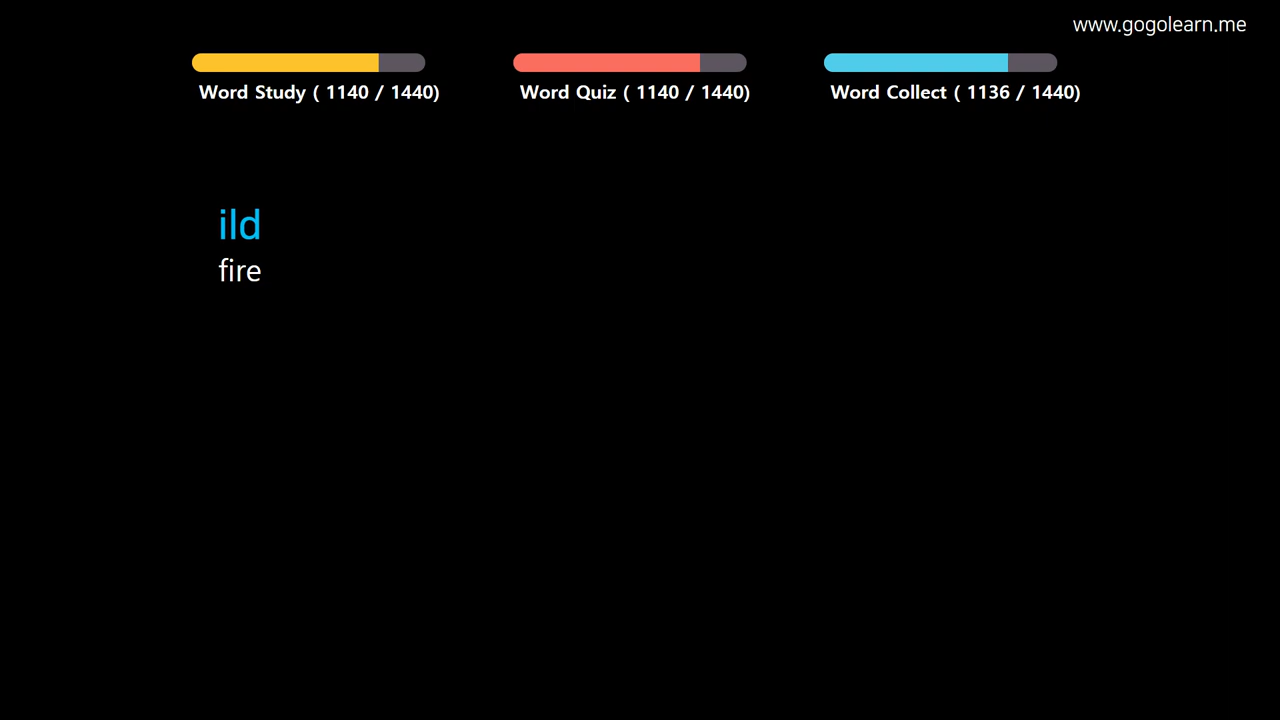 www.gogolearn.me
Word Study ( 1140 / 1440)
Word Quiz ( 1140 / 1440)
Word Collect ( 1136 / 1440)
ild
fire